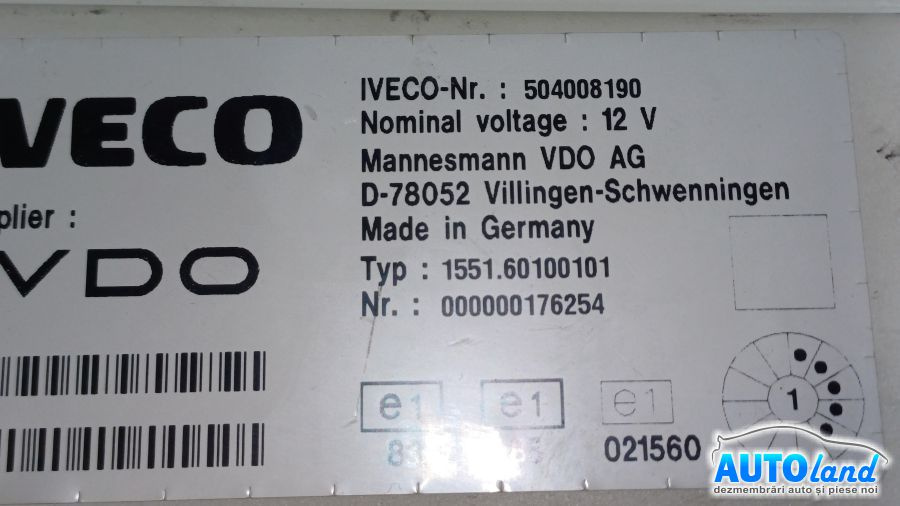 IVECO
IVECO-Nr. : 504008190
Nominal voltage : 12 V
Mannesmann VDO AG
D-78052 Villingen-Schwenningen
plier :
Made in Germany
VDO
Typ : 1551.60100101
Nr. : 000000176254
1
e1 e1 e1
021560
AUTOland
dezmembrări auto și piese noi